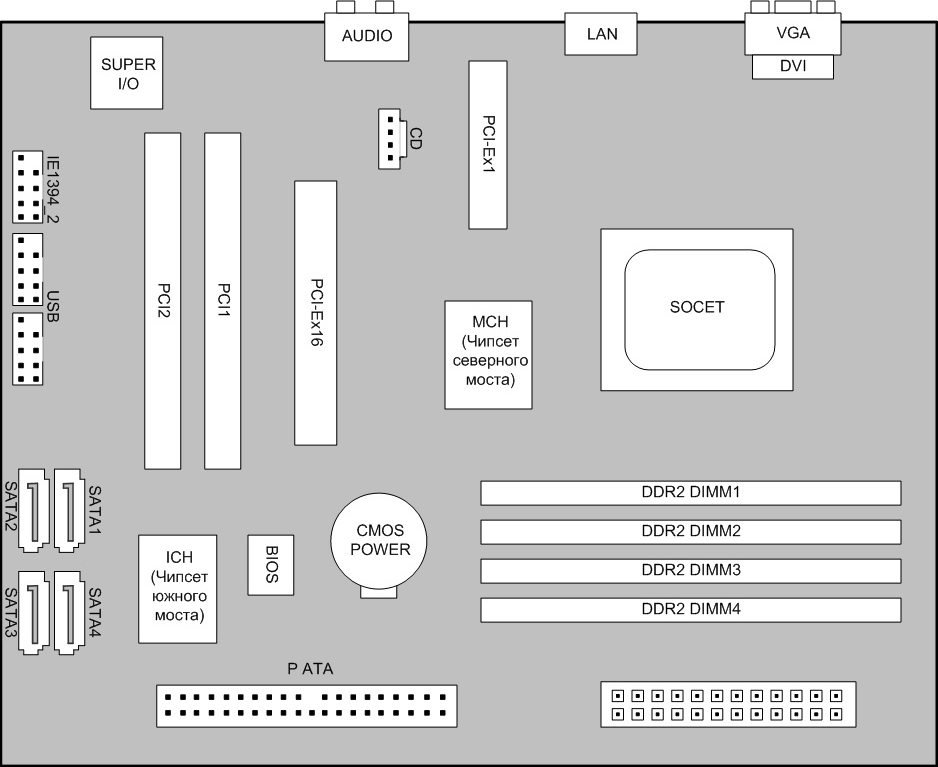 AUDIO
LAN
VGA
DVI
SUPER
I/O
CD
PCI-Ex1
IE1394_2
USB
PCI2
PCI1
PCI-Ex16
MCH
(Чипсет
северного
моста)
SOCET
SATA2
SATA1
SATA3
SATA4
ICH
(Чипсет
южного
моста)
BIOS
CMOS
POWER
DDR2 DIMM1
DDR2 DIMM2
DDR2 DIMM3
DDR2 DIMM4
P ATA